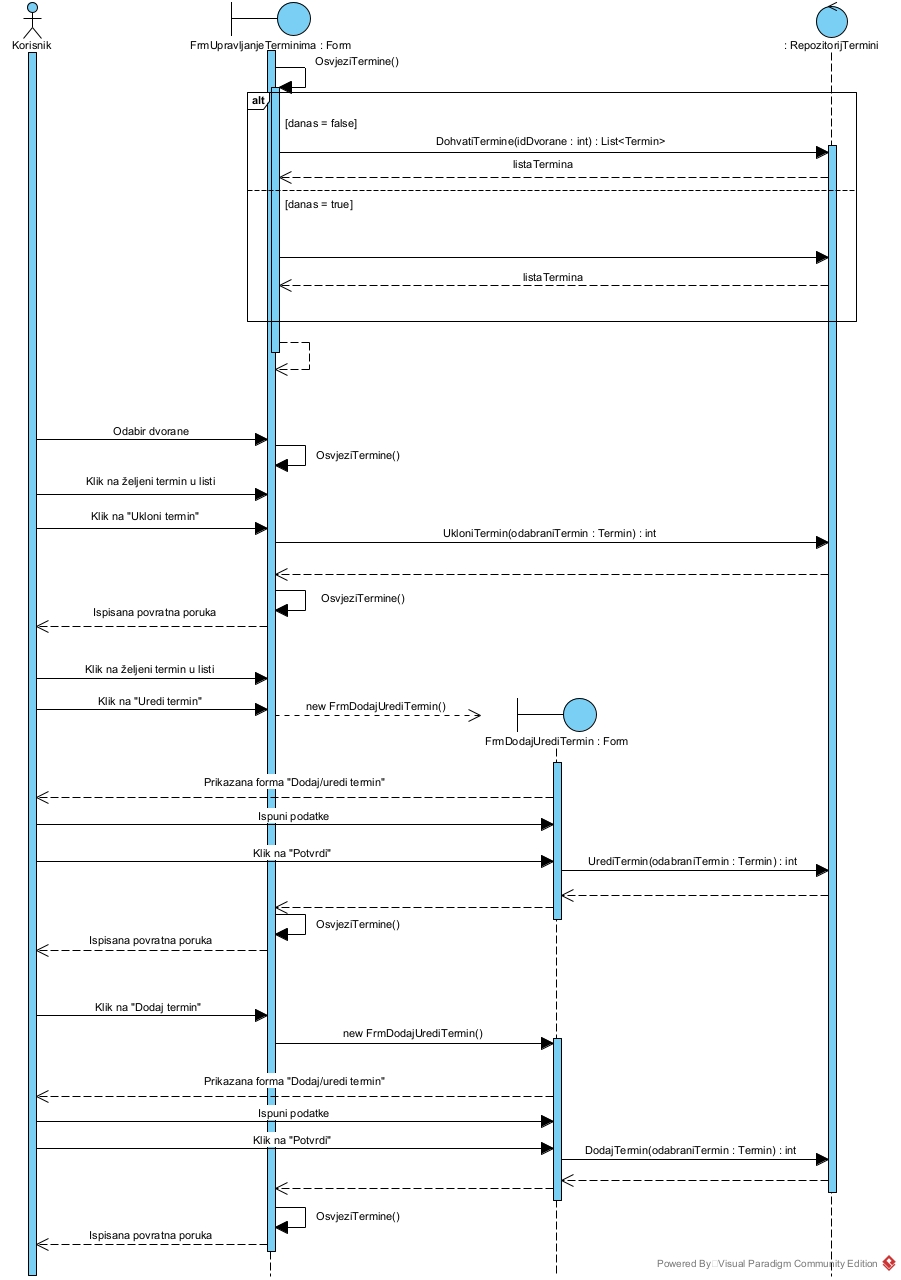 Korisnik
FrmUpravljanjeTerminima : Form
: RepozitorijTermini
OsvjeziTermine()
alt
[danas = false]
DohvatiTermine(idDvorane : int) : List<Termin>
listaTermina
[danas = true]
listaTermina
Odabir dvorane
OsvjeziTermine()
Klik na željeni termin u listi
Klik na "Ukloni termin"
UkloniTermin(odabraniTermin : Termin) : int
OsvjeziTermine()
Ispisana povratna poruka
Klik na željeni termin u listi
Klik na "Uredi termin"
new FrmDodajUrediTermin()
FrmDodajUrediTermin : Form
Prikazana forma "Dodaj/uredi termin"
Ispuni podatke
Klik na "Potvrdi"
UrediTermin(odabraniTermin : Termin) : int
OsvjeziTermine()
Ispisana povratna poruka
Klik na "Dodaj termin"
new FrmDodajUrediTermin()
Prikazana forma "Dodaj/uredi termin"
Ispuni podatke
Klik na "Potvrdi"
DodajTermin(odabraniTermin : Termin) : int
OsvjeziTermine()
Ispisana povratna poruka
Powered By Visual Paradigm Community Edition